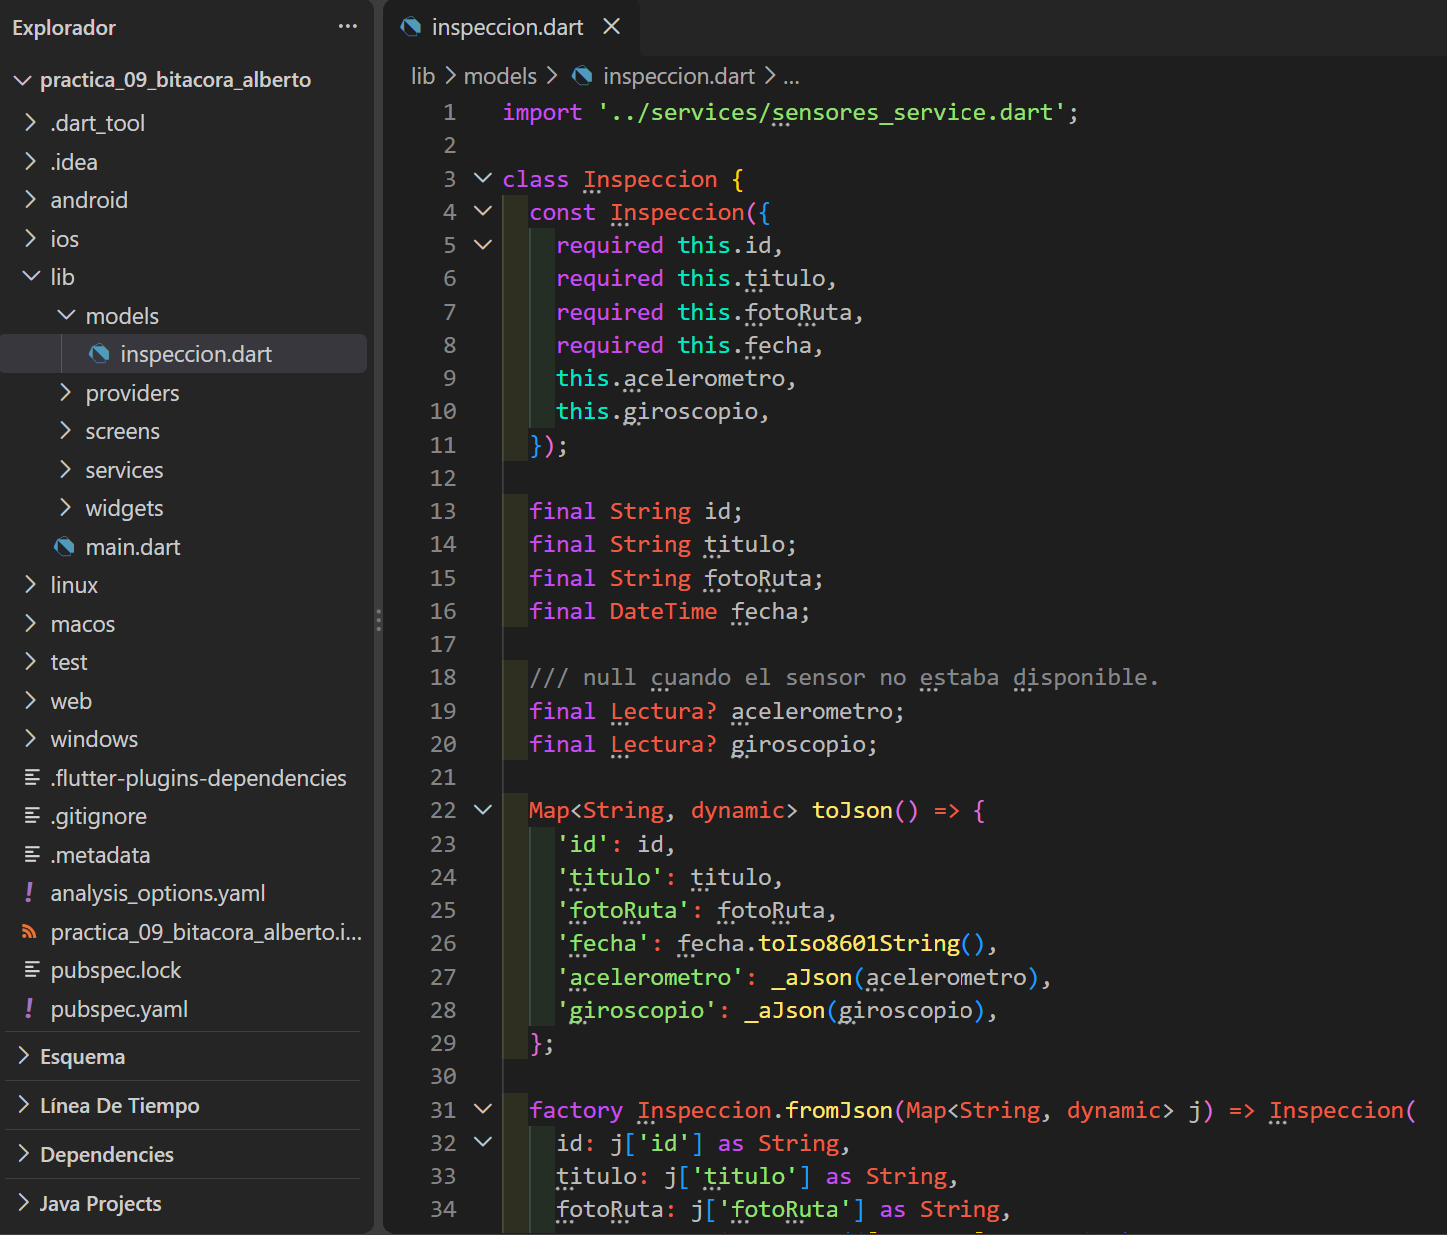 Explorador
practica_09_bitacora_alberto
.dart_tool
.idea
android
ios
lib
models
inspeccion.dart
providers
screens
services
widgets
main.dart
linux
macos
test
web
windows
.flutter-plugins-dependencies
.gitignore
.metadata
analysis_options.yaml
practica_09_bitacora_alberto.i...
pubspec.lock
pubspec.yaml
Esquema
Línea De Tiempo
Dependencies
Java Projects
inspeccion.dart
lib > models > inspeccion.dart > ...
1 import '../services/sensores_service.dart';
2
3 class Inspeccion {
4   const Inspeccion({
5     required this.id,
6     required this.titulo,
7     required this.fotoRuta,
8     required this.fecha,
9     this.acelerometro,
10     this.giroscopio,
11   });
12
13   final String id;
14   final String titulo;
15   final String fotoRuta;
16   final DateTime fecha;
17
18   /// null cuando el sensor no estaba disponible.
19   final Lectura? acelerometro;
20   final Lectura? giroscopio;
21
22   Map<String, dynamic> toJson() => {
23     'id': id,
24     'titulo': titulo,
25     'fotoRuta': fotoRuta,
26     'fecha': fecha.toIso8601String(),
27     'acelerometro': _aJson(acelerometro),
28     'giroscopio': _aJson(giroscopio),
29   };
30
31   factory Inspeccion.fromJson(Map<String, dynamic> j) => Inspeccion(
32     id: j['id'] as String,
33     titulo: j['titulo'] as String,
34     fotoRuta: j['fotoRuta'] as String,